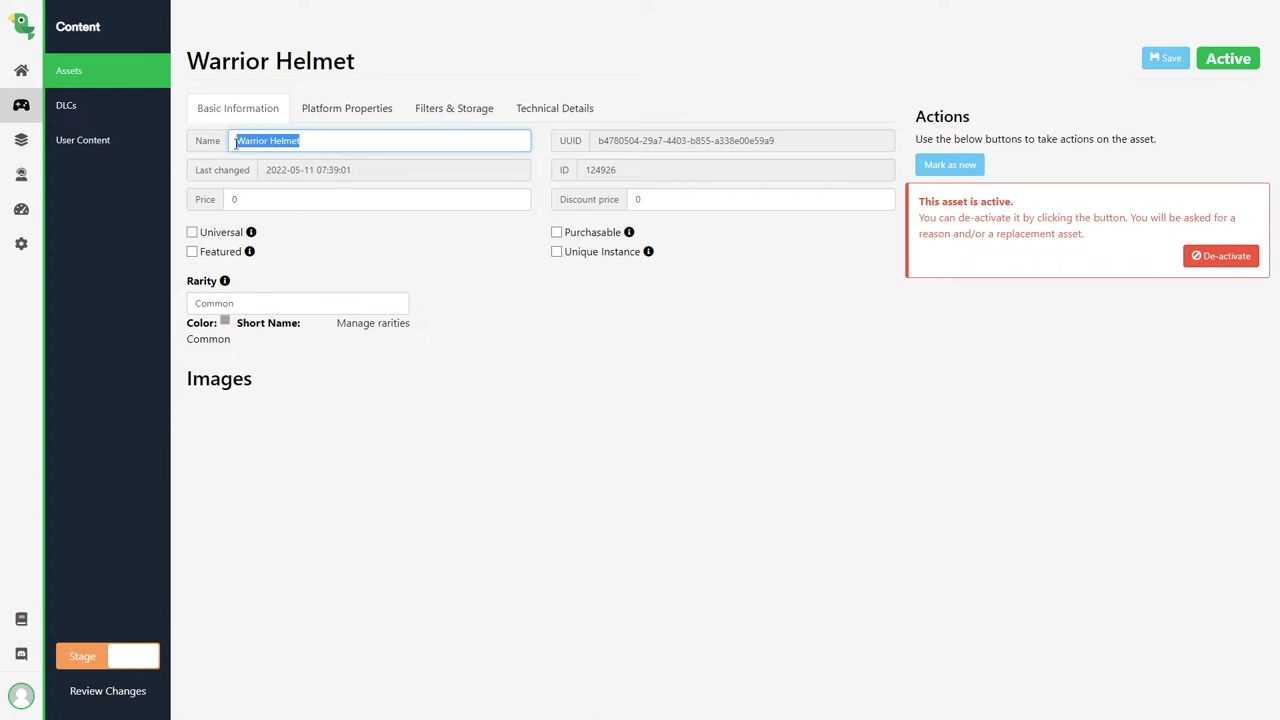 Content
Assets
DLCs
User Content
Stage
Review Changes
Warrior Helmet
Save
Active
Basic Information
Platform Properties
Filters & Storage
Technical Details
Name Warrior Helmet
UUID b4780504-29a7-4403-b855-a338e00e59a9
Last changed 2022-05-11 07:39:01
ID 124926
Price 0
Discount price 0
Universal
Purchasable
Featured
Unique Instance
Rarity
Common
Color: Short Name: Manage rarities
Common
Images
Actions
Use the below buttons to take actions on the asset.
Mark as new
This asset is active.
You can de-activate it by clicking the button. You will be asked for a
reason and/or a replacement asset.
De-activate